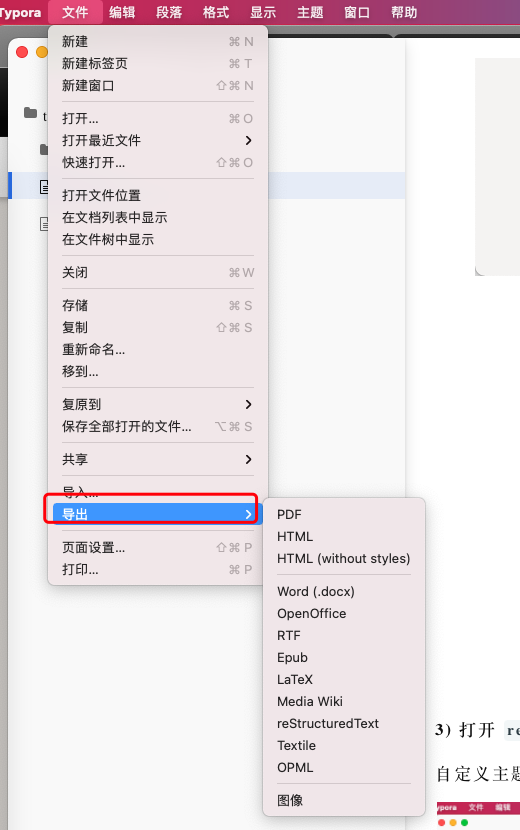 Typora 文件 编辑 段落 格式 显示 主题 窗口 帮助
新建 ⌘ N
新建标签页 ⌘ T
新建窗口 ⇧⌘ N
打开... ⌘ O
打开最近文件
快速打开... ⇧⌘ O
打开文件位置
在文档列表中显示
在文件树中显示
关闭 ⌘ W
存储 ⌘ S
复制 ⇧⌘ S
重新命名...
移到...
复原到
保存全部打开的文件... ⌥⌘ S
共享
导入...
导出
页面设置... ⇧⌘ P
打印... ⌘ P
PDF
HTML
HTML (without styles)
Word (.docx)
OpenOffice
RTF
Epub
LaTeX
Media Wiki
reStructuredText
Textile
OPML
图像
3) 打开 re
自定义主题
ypora 文件 编辑